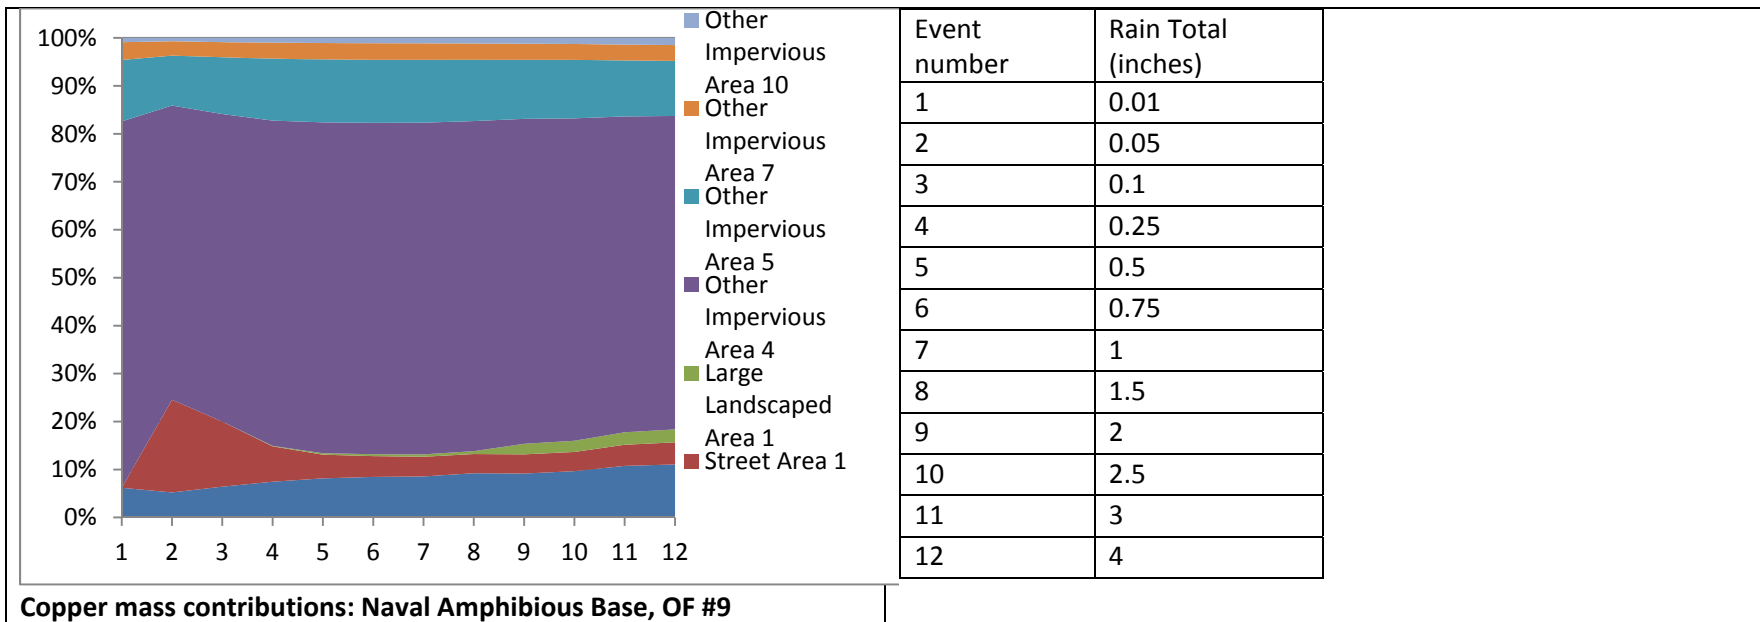 100%
90%
80%
70%
60%
50%
40%
30%
20%
10%
0%
1 2 3 4 5 6 7 8 9 10 11 12
Other
Impervious
Area 10
Other
Impervious
Area 7
Other
Impervious
Area 5
Other
Impervious
Area 4
Large
Landscaped
Area 1
Street Area 1
Event Rain Total
number (inches)
1 0.01
2 0.05
3 0.1
4 0.25
5 0.5
6 0.75
7 1
8 1.5
9 2
10 2.5
11 3
12 4
Copper mass contributions: Naval Amphibious Base, OF #9